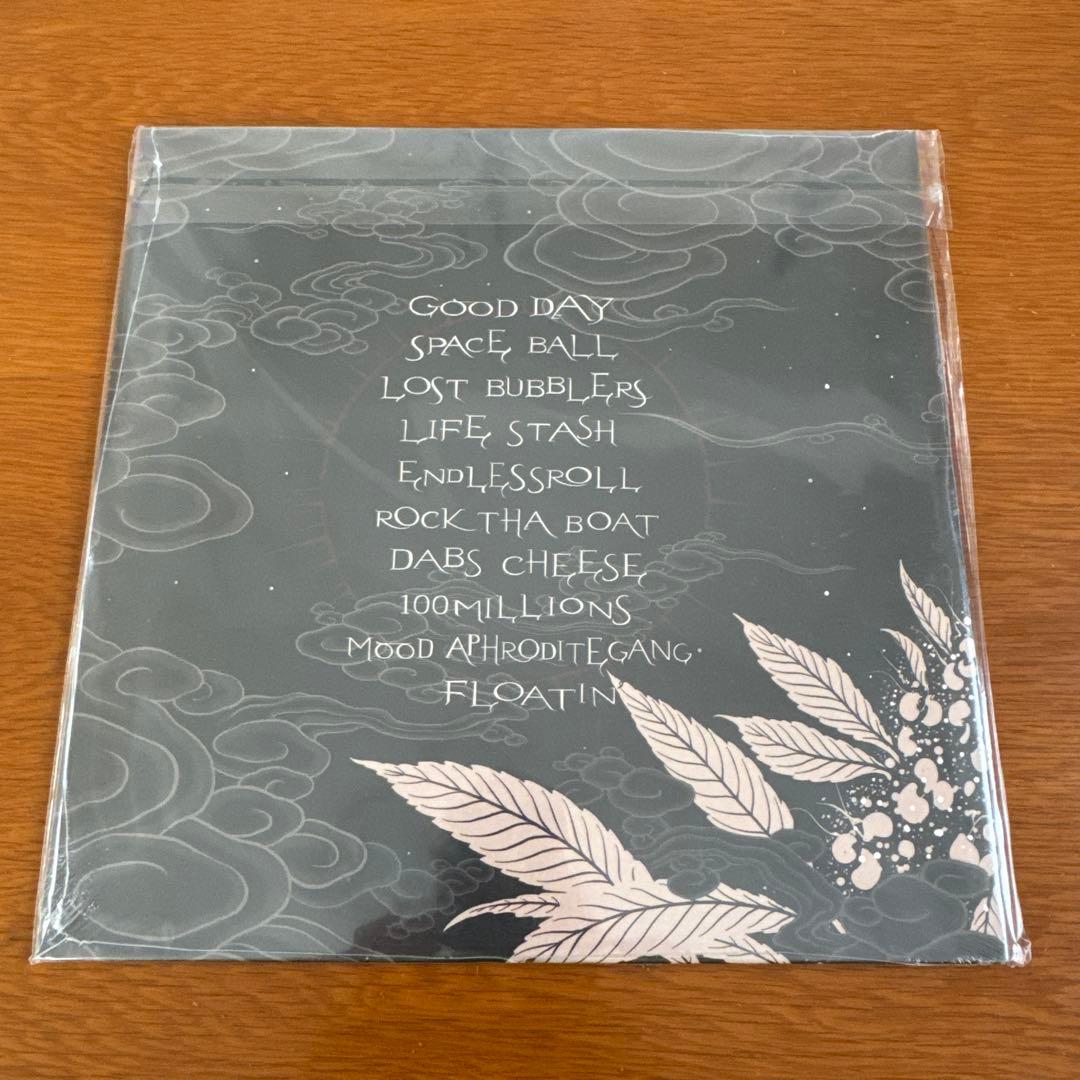 GOOD DAY
SPACE BALL
LOST BUBBLERS
LIFE STASH
ENDLESSROLL
ROCK THA BOAT
DABS CHEESE
100MILLIONS
MOOD APHRODITEGANG
FLOATIN